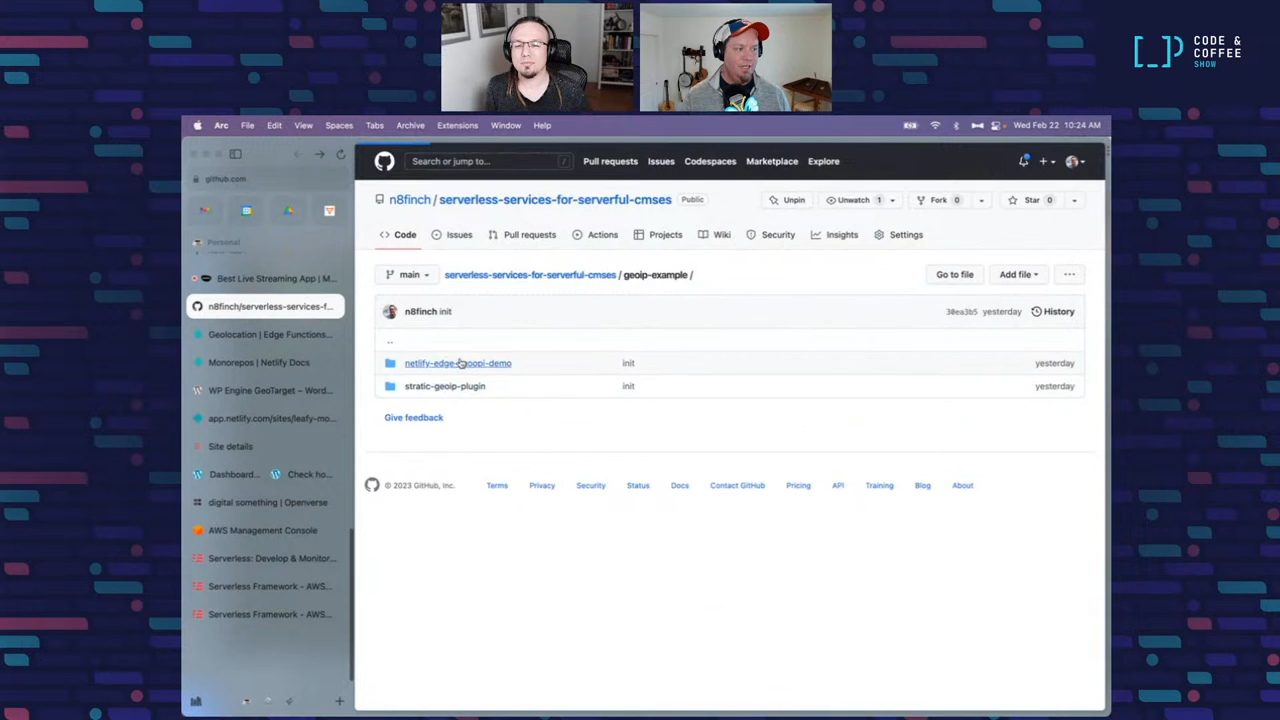 CODE &
COFFEE
SHOW
Arc File Edit View Spaces Tabs Archive Extensions Window Help
Wed Feb 22 10:24 AM
github.com
Personal
Best Live Streaming App | M...
n8finch/serverless-services-f...
Geolocation | Edge Functions...
Monorepos | Netlify Docs
WP Engine GeoTarget – Word...
app.netlify.com/sites/leafy-mo...
Site details
Dashboard... Check ho...
digital something | Openverse
AWS Management Console
Serverless: Develop & Monitor...
Serverless Framework - AWS...
Serverless Framework - AWS...
Search or jump to... /
Pull requests Issues Codespaces Marketplace Explore
n8finch / serverless-services-for-serverful-cmses Public
Unpin Unwatch 1 Fork 0 Star 0
Code Issues Pull requests Actions Projects Wiki Security Insights Settings
main serverless-services-for-serverful-cmses / geoip-example /
Go to file Add file ...
n8finch init 30ea3b5 yesterday History
..
init yesterday
stratic-geoip-plugin init yesterday
Give feedback
© 2023 GitHub, Inc. Terms Privacy Security Status Docs Contact GitHub Pricing API Training Blog About